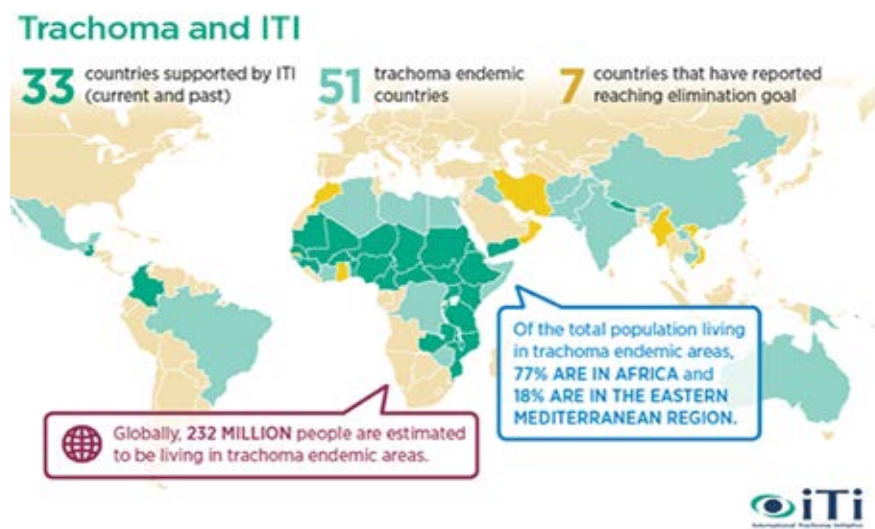 Trachoma and ITI
33 countries supported by ITI
(current and past)
51 trachoma endemic
countries
7 countries that have reported
reaching elimination goal
Of the total population living
in trachoma endemic areas,
77% ARE IN AFRICA and
18% ARE IN THE EASTERN
MEDITERRANEAN REGION.
Globally, 232 MILLION people are estimated
to be living in trachoma endemic areas.
iTi
International Trachoma Initiative